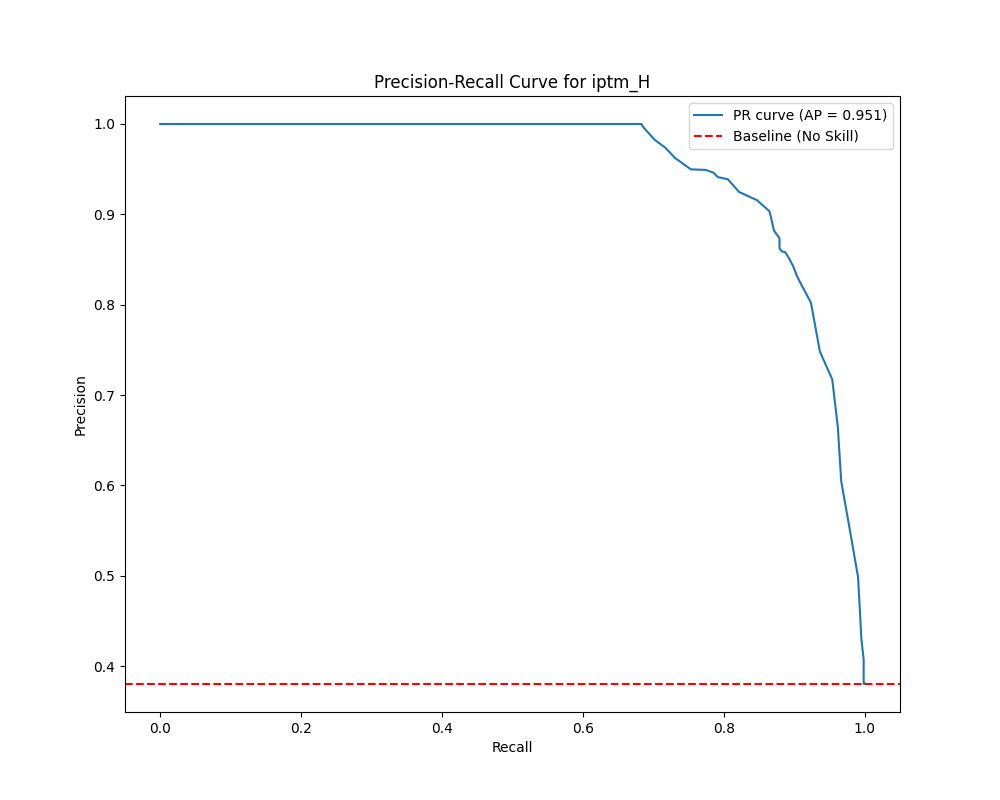 Precision-Recall Curve for iptm_H
PR curve (AP = 0.951)
Baseline (No Skill)
Precision
1.0
0.9
0.8
0.7
0.6
0.5
0.4
0.0 0.2 0.4 0.6 0.8 1.0
Recall